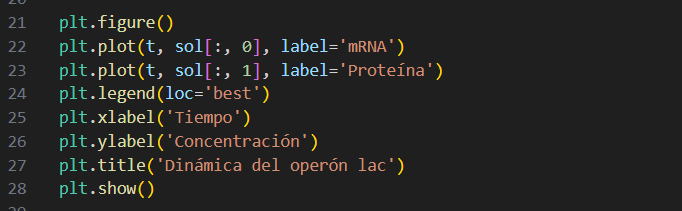 21 plt.figure()
22 plt.plot(t, sol[:, 0], label='mRNA')
23 plt.plot(t, sol[:, 1], label='Proteína')
24 plt.legend(loc='best')
25 plt.xlabel('Tiempo')
26 plt.ylabel('Concentración')
27 plt.title('Dinámica del operón lac')
28 plt.show()